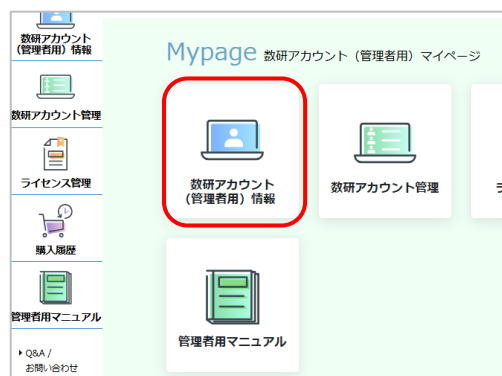 数研アカウント
(管理者用) 情報
数研アカウント管理
ライセンス管理
購入履歴
管理者用マニュアル
Q&A /
お問い合わせ
Mypage 数研アカウント（管理者用）マイページ
数研アカウント
（管理者用）情報
数研アカウント管理
管理者用マニュアル